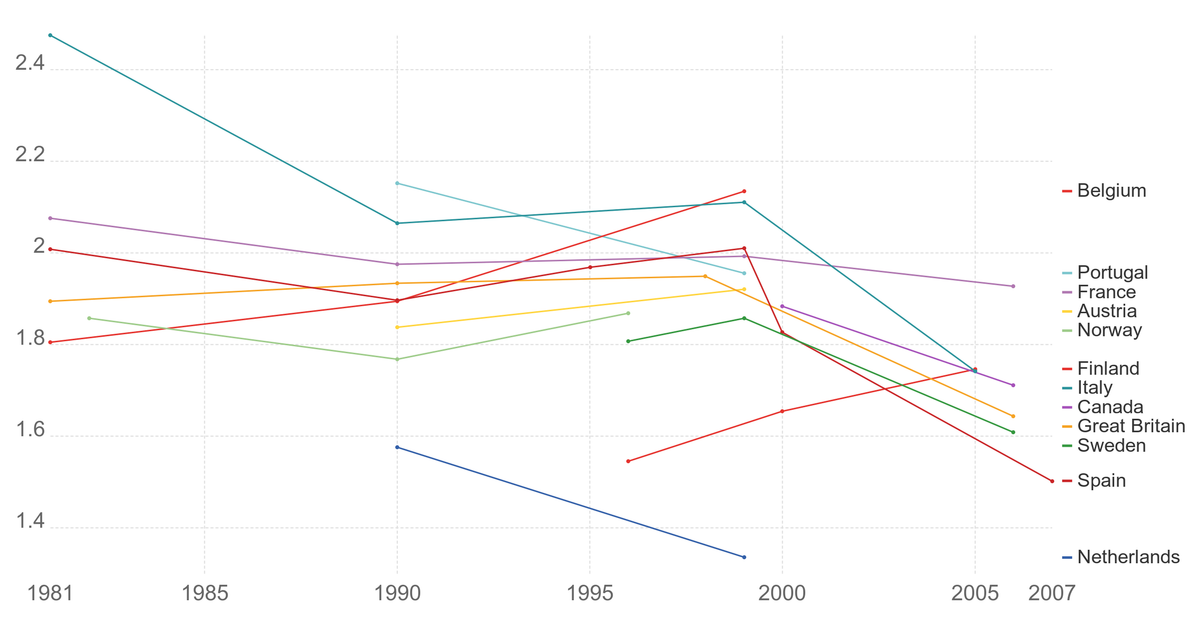 2.4
2.2
2
1.8
1.6
1.4
1981 1985 1990 1995 2000 2005 2007
Belgium
Portugal
France
Austria
Norway
Finland
Italy
Canada
Great Britain
Sweden
Spain
Netherlands